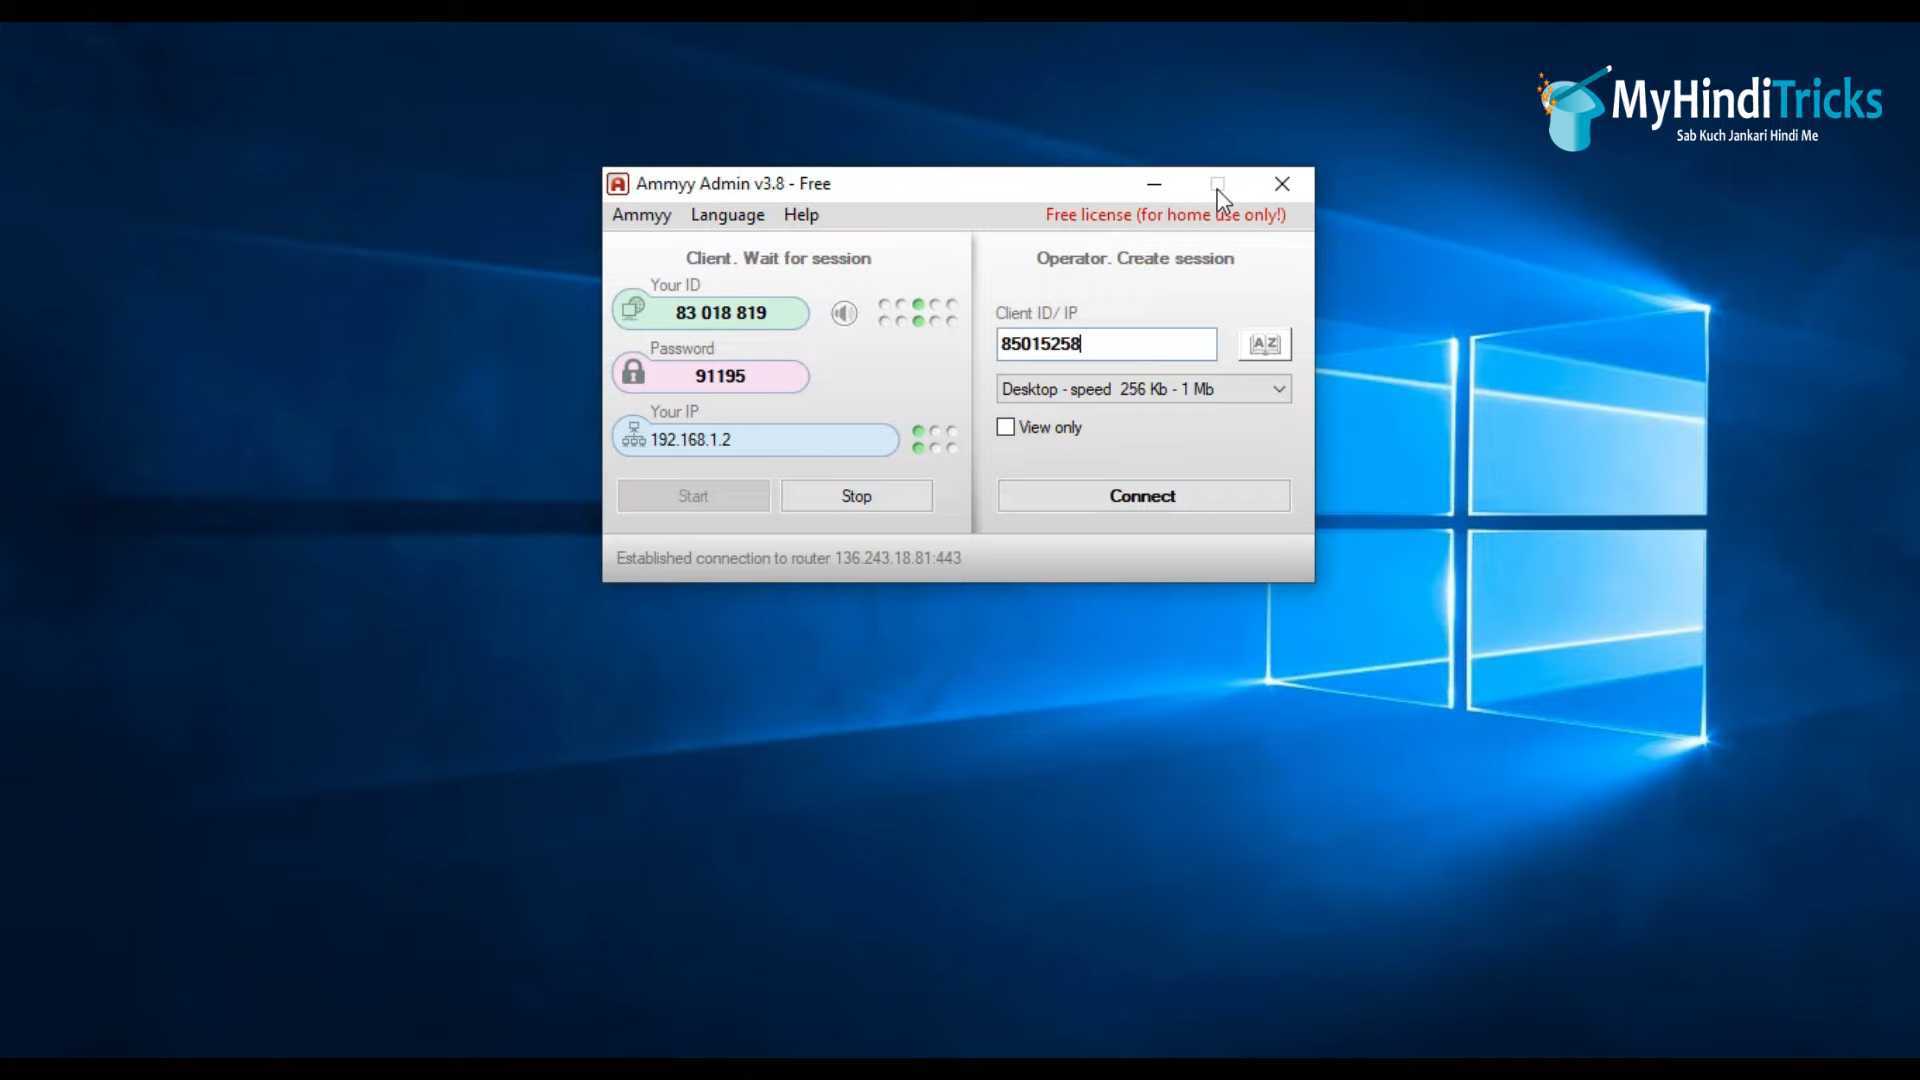 MyHindiTricks
Sab Kuch Jankari Hindi Me
Ammyy Admin v3.8 - Free
Ammyy Language Help Free license (for home use only!)
Client. Wait for session
Your ID
83 018 819
Password
91195
Your IP
192.168.1.2
Start Stop
Operator. Create session
Client ID/ IP
85015258
AZ
Desktop - speed 256 Kb - 1 Mb
View only
Connect
Established connection to router 136.243.18.81:443